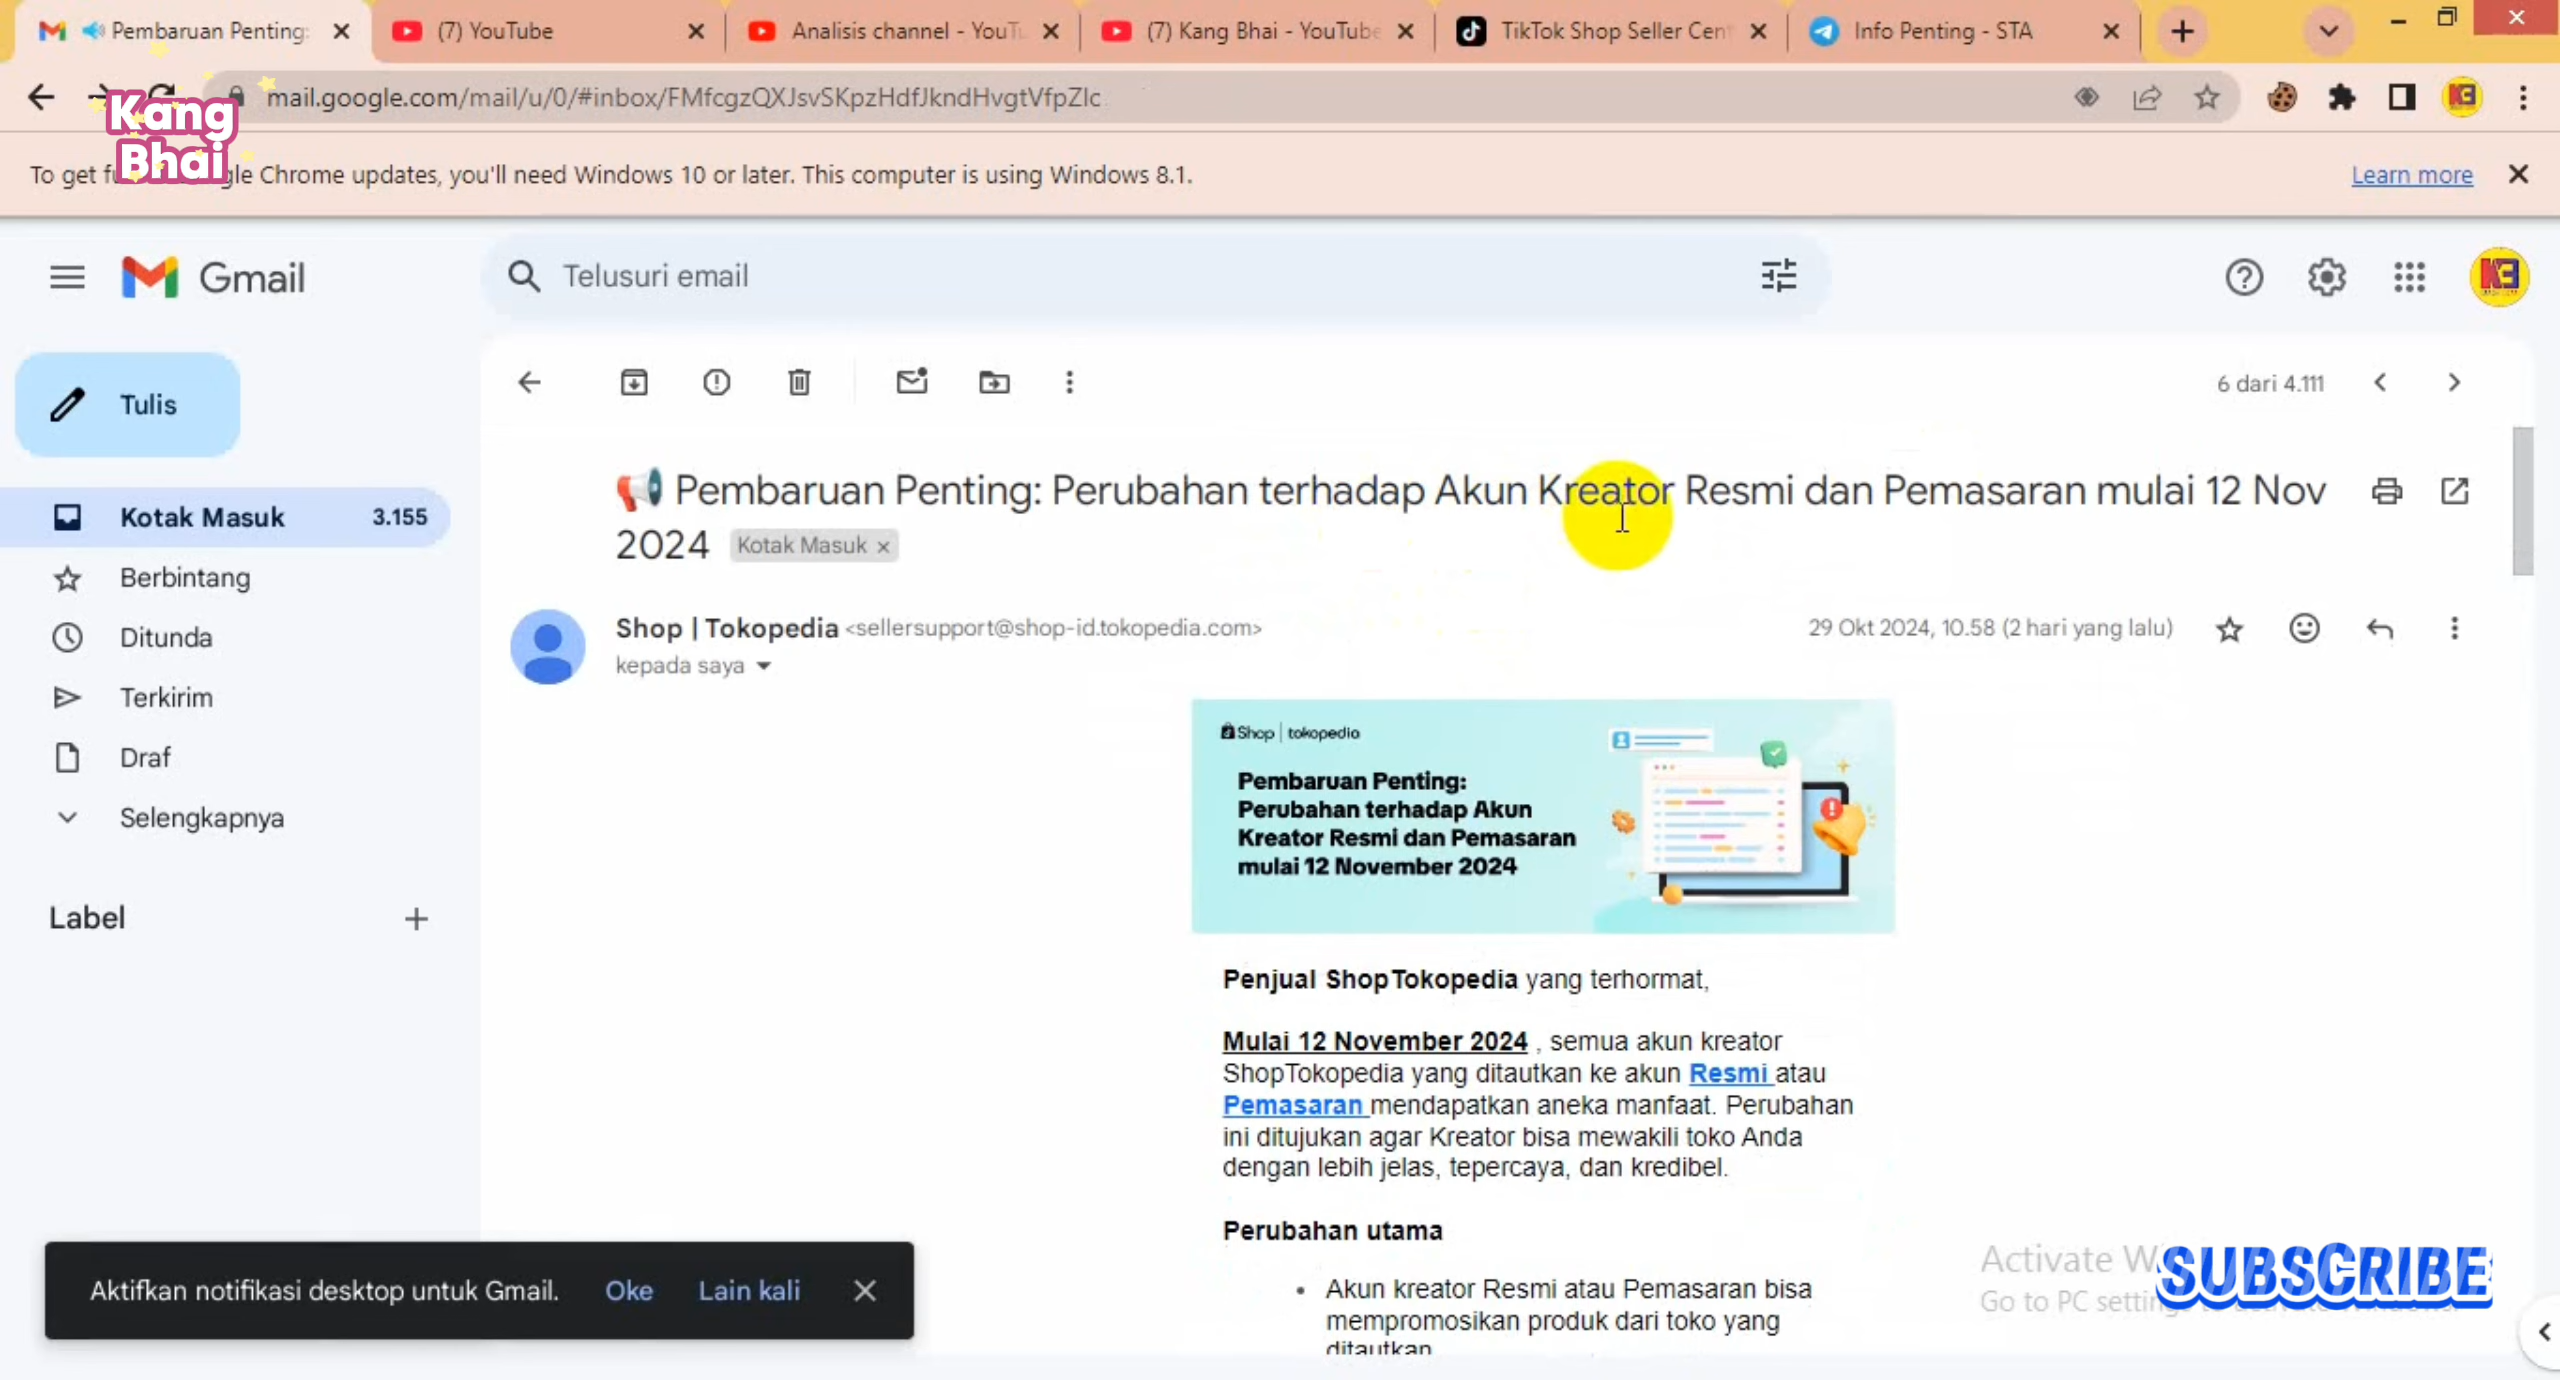 Pembaruan Penting:
(7) YouTube
Analisis channel - YouTu
(7) Kang Bhai - YouTube
TikTok Shop Seller Cent
Info Penting - STA
mail.google.com/mail/u/0/#inbox/FMfcgzQXJsvSKpzHdfJkndHvgtVfpZlc
Kang
Bhai
To get fu
gle Chrome updates, you'll need Windows 10 or later. This computer is using Windows 8.1.
Learn more
Gmail
Telusuri email
Tulis
6 dari 4.111
Kotak Masuk 3.155
Berbintang
Ditunda
Terkirim
Draf
Selengkapnya
Label
Pembaruan Penting: Perubahan terhadap Akun Kreator Resmi dan Pemasaran mulai 12 Nov
2024 Kotak Masuk
Shop | Tokopedia <sellersupport@shop-id.tokopedia.com>
29 Okt 2024, 10.58 (2 hari yang lalu)
kepada saya
Shop | tokopedia
Pembaruan Penting:
Perubahan terhadap Akun
Kreator Resmi dan Pemasaran
mulai 12 November 2024
Penjual ShopTokopedia yang terhormat,
Mulai 12 November 2024 , semua akun kreator
ShopTokopedia yang ditautkan ke akun Resmi atau
Pemasaran mendapatkan aneka manfaat. Perubahan
ini ditujukan agar Kreator bisa mewakili toko Anda
dengan lebih jelas, tepercaya, dan kredibel.
Perubahan utama
• Akun kreator Resmi atau Pemasaran bisa
mempromosikan produk dari toko yang
ditautkan
Aktifkan notifikasi desktop untuk Gmail. Oke Lain kali
Activate W
Go to PC setting
SUBSCRIBE